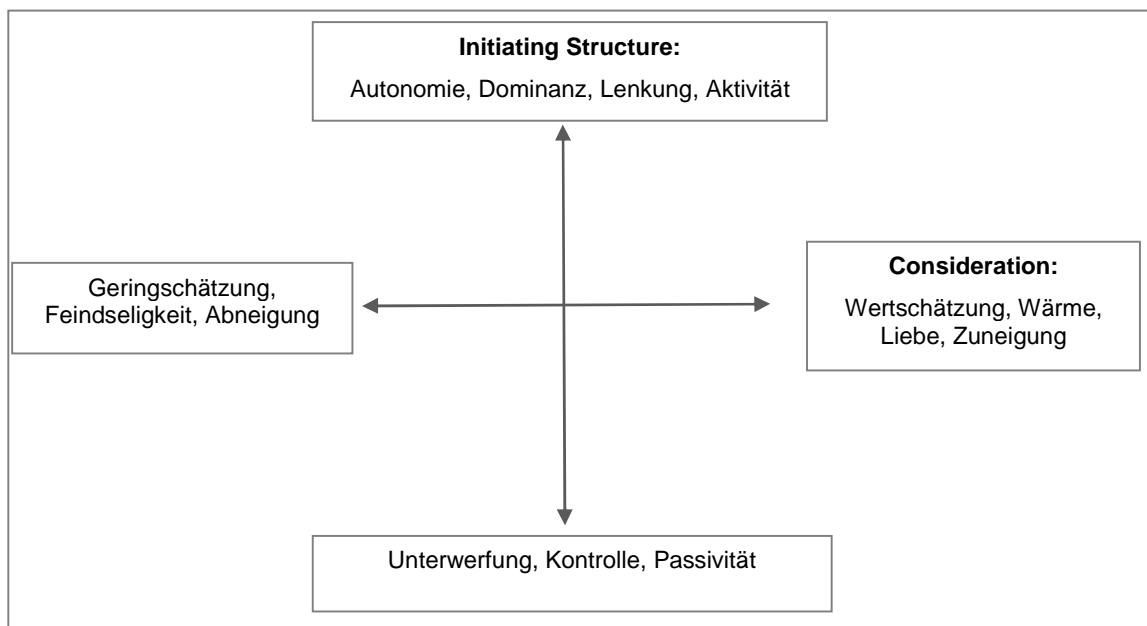 Initiating Structure:
Autonomie, Dominanz, Lenkung, Aktivität
Geringschätzung,
Feindseligkeit, Abneigung
Consideration:
Wertschätzung, Wärme,
Liebe, Zuneigung
Unterwerfung, Kontrolle, Passivität